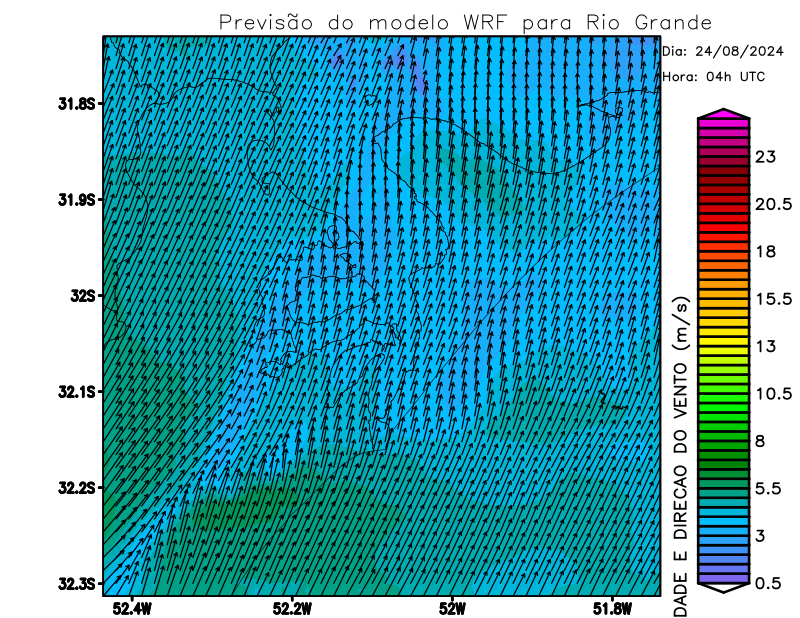 Previsão do modelo WRF para Rio Grande
Dia: 24/08/2024
Hora: 04h UTC
31.8S
31.9S
32S
32.1S
32.2S
32.3S
52.4W
52.2W
52W
51.8W
23
20.5
18
15.5
13
10.5
8
5.5
3
0.5
DADE E DIRECAO DO VENTO (m/s)